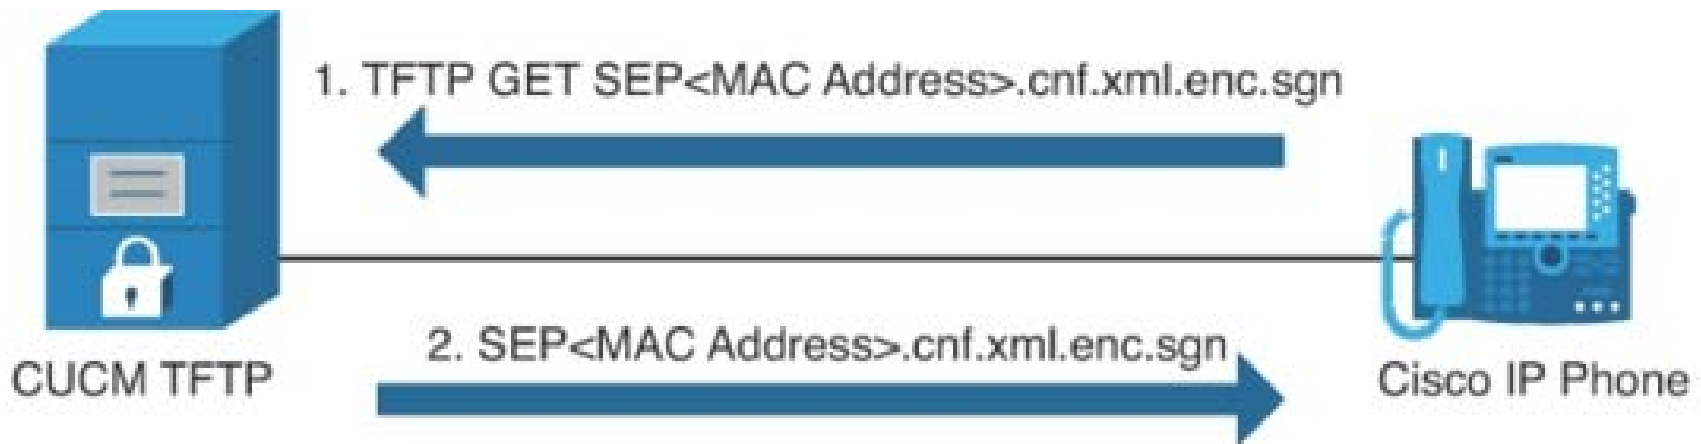 1. TFTP GET SEP<MAC Address>.cnf.xml.enc.sgn
2. SEP<MAC Address>.cnf.xml.enc.sgn
CUCM TFTP
Cisco IP Phone